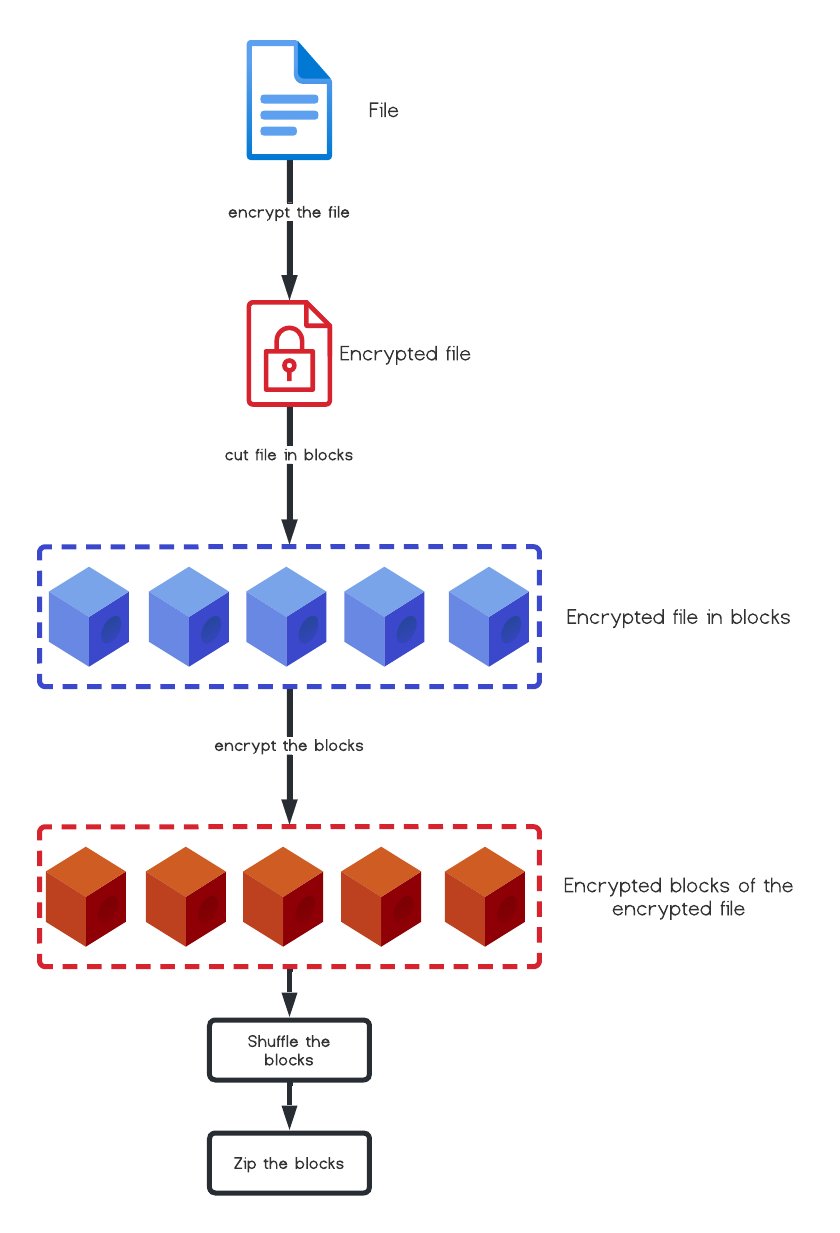 File
encrypt the file
Encrypted file
cut file in blocks
Encrypted file in blocks
encrypt the blocks
Encrypted blocks of the
encrypted file
Shuffle the
blocks
Zip the blocks